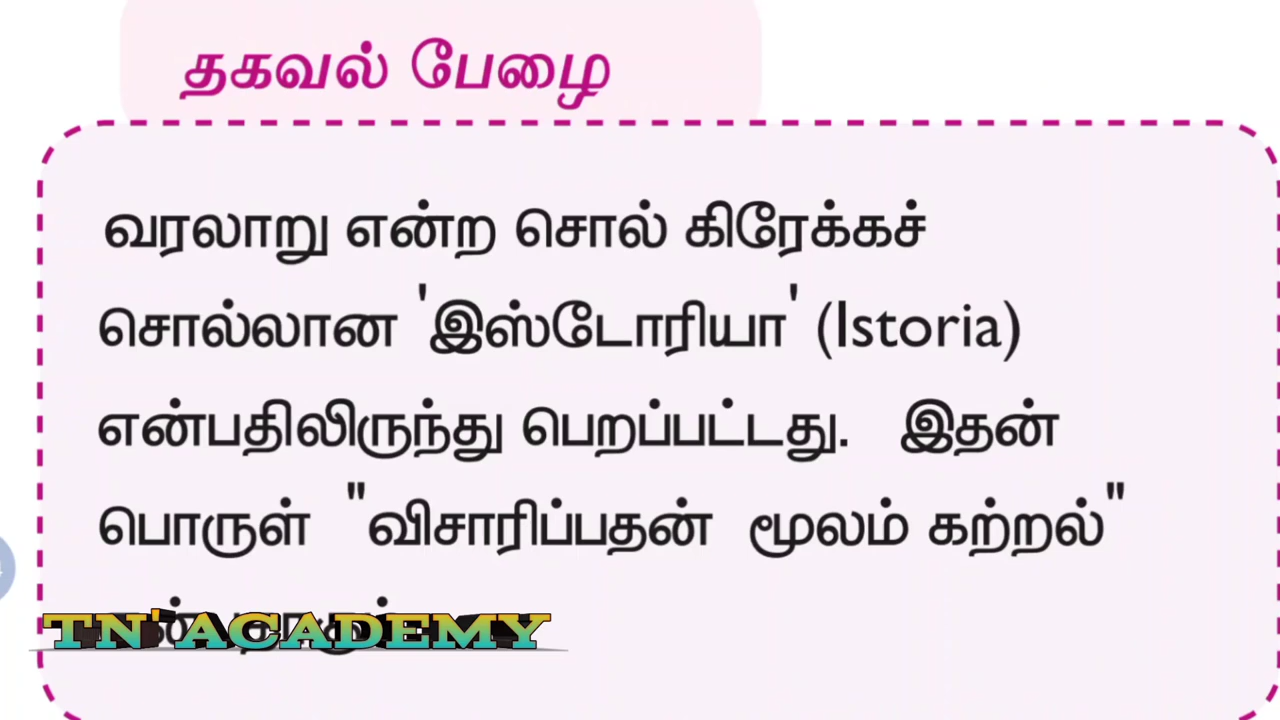 தகவல் பேழை
வரலாறு என்ற சொல் கிரேக்கச்
சொல்லான 'இஸ்டோரியா' (Istoria)
என்பதிலிருந்து பெறப்பட்டது. இதன்
பொருள் "விசாரிப்பதன் மூலம் கற்றல்"
TN'ACADEMY